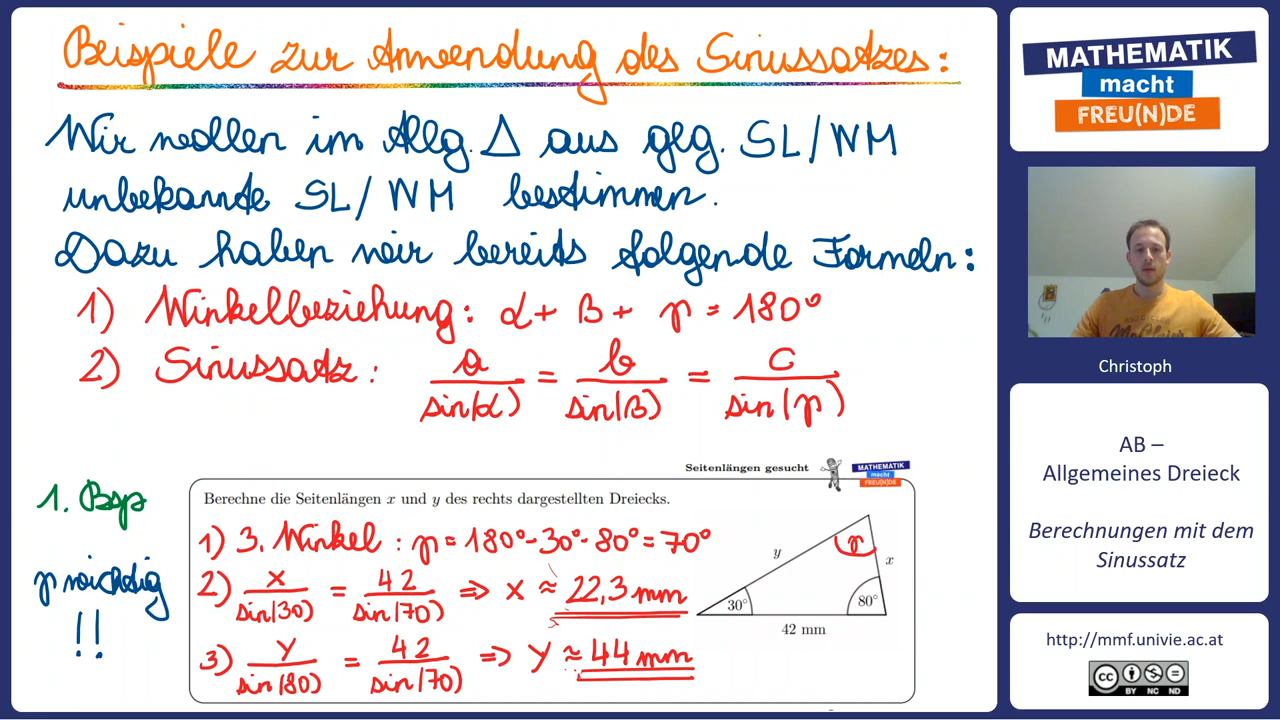 Beispiele zur Anwendung des Sinussatzes:
Wir wollen im Allg. Δ aus geg. SL/WM
unbekannte SL/WM bestimmen.
Dazu haben wir bereits folgende Formeln:
1) Winkelbeziehung: α + β + γ = 180°
2) Sinussatz: a/sin(α) = b/sin(β) = c/sin(γ)
1. Bsp
γ wichtig
!!
Seitenlängen gesucht
MATHEMATIK
macht
FREU(N)DE
Berechne die Seitenlängen x und y des rechts dargestellten Dreiecks.
1) 3. Winkel: γ = 180° - 30° - 80° = 70°
2) x/sin(30) = 42/sin(70) ⇒ x ≈ 22,3 mm
3) y/sin(80) = 42/sin(70) ⇒ y ≈ 44 mm
γ
y
x
30°
80°
42 mm
MATHEMATIK
macht
FREU(N)DE
Christoph
AB –
Allgemeines Dreieck
Berechnungen mit dem
Sinussatz
http://mmf.univie.ac.at
cc
BY NC ND